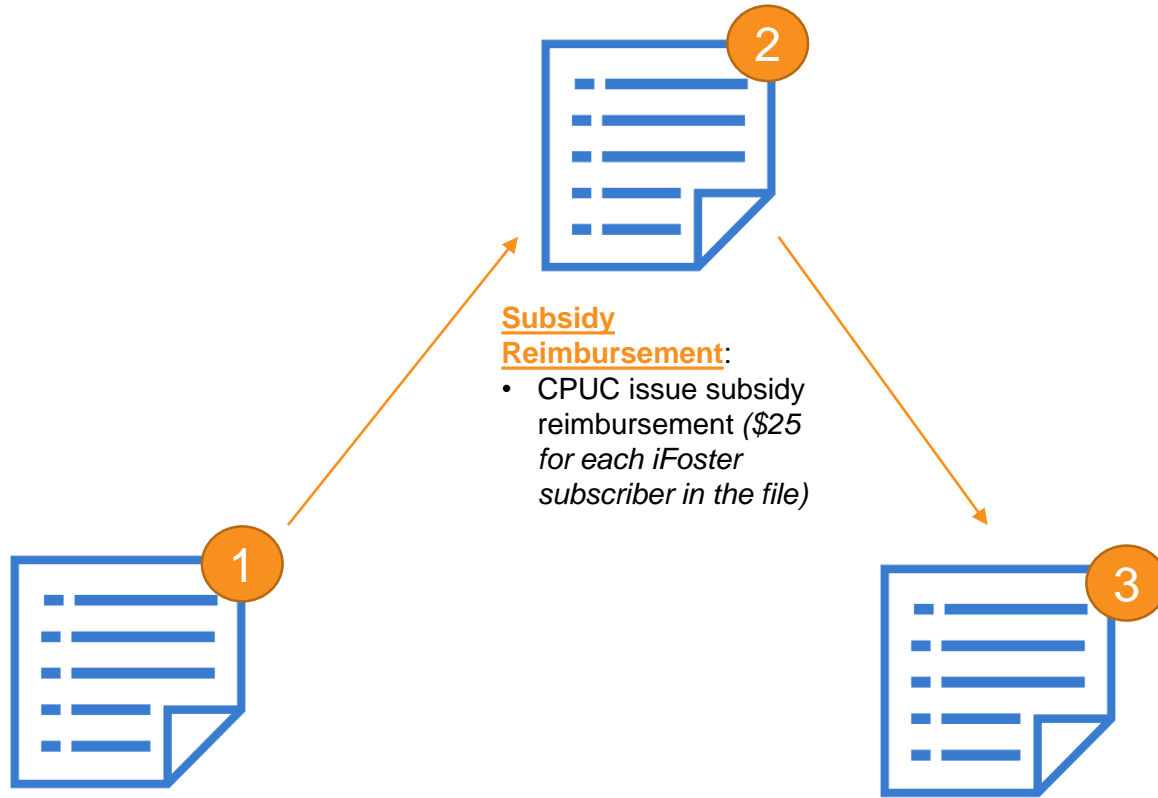 2
Subsidy
Reimbursement:
• CPUC issue subsidy
reimbursement ($25
for each iFoster
subscriber in the file)
1
3